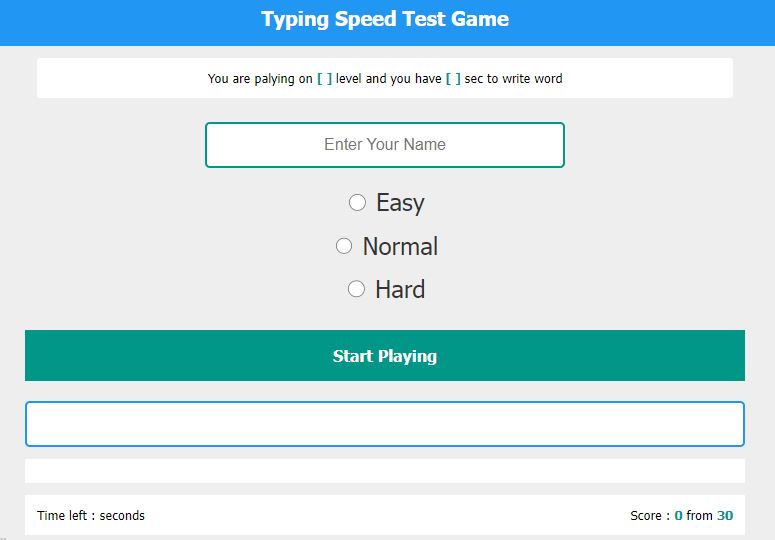 Typing Speed Test Game
You are palying on [ ] level and you have [ ] sec to write word
Enter Your Name
Easy
Normal
Hard
Start Playing
Time left : seconds
Score : 0 from 30